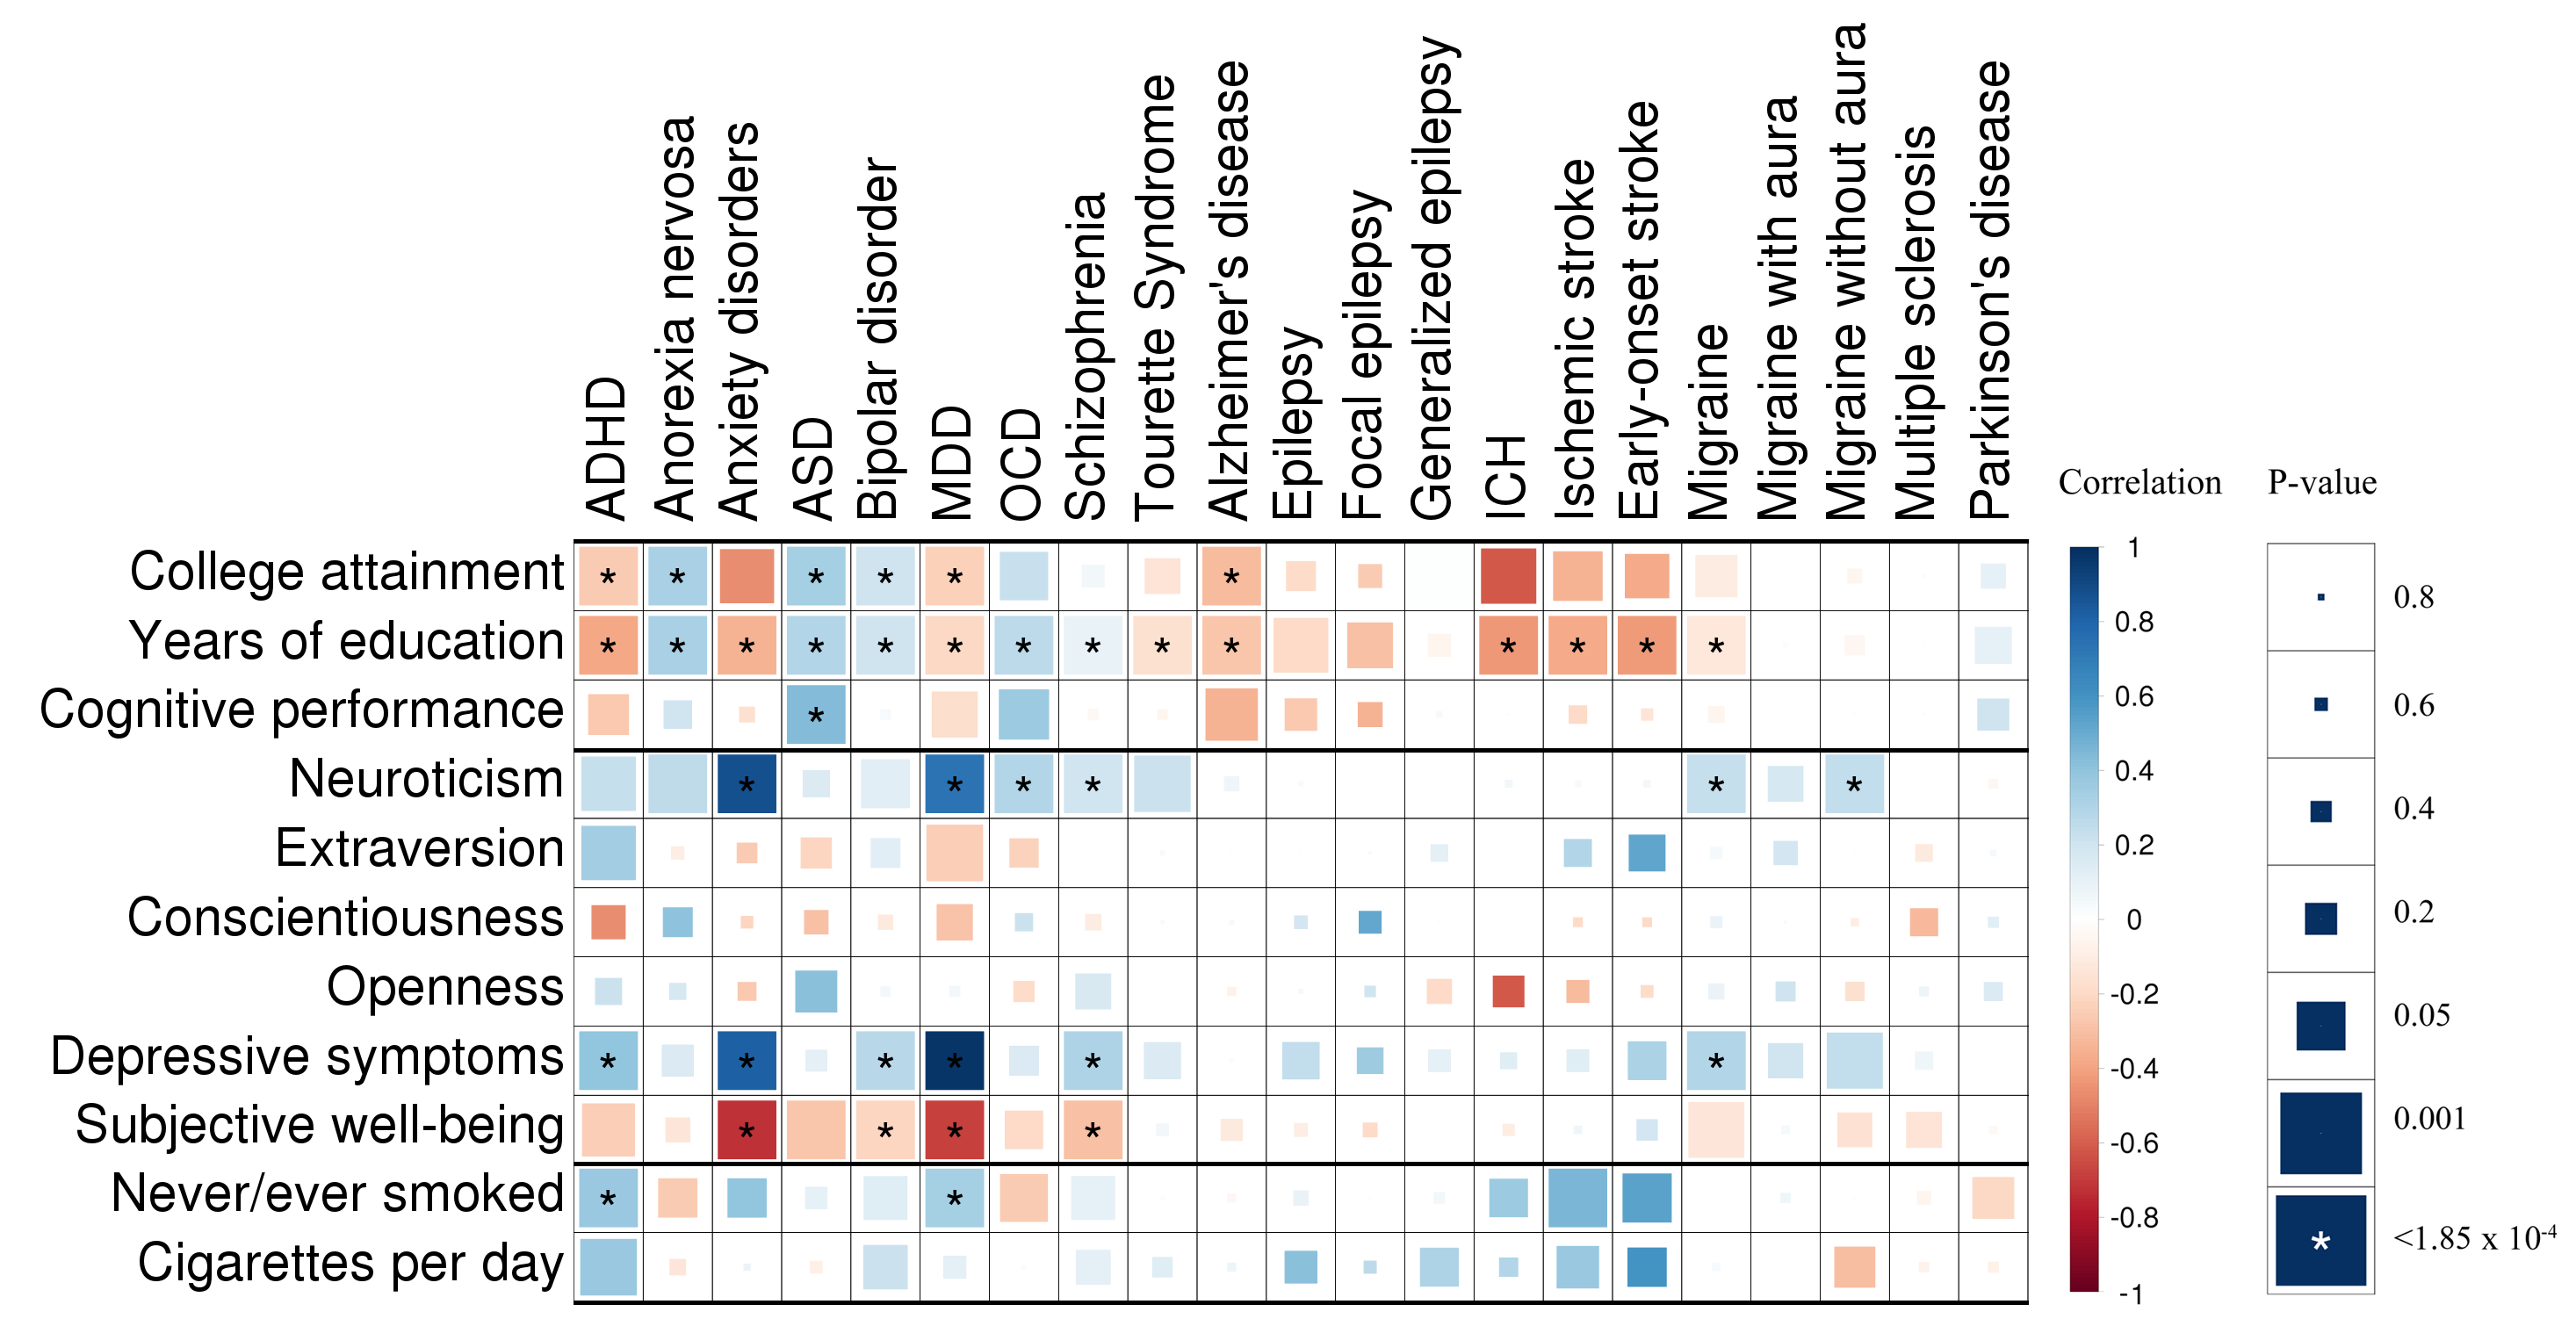 ADHD
Anorexia nervosa
Anxiety disorders
ASD
Bipolar disorder
MDD
OCD
Schizophrenia
Tourette Syndrome
Alzheimer's disease
Epilepsy
Focal epilepsy
Generalized epilepsy
ICH
Ischemic stroke
Early-onset stroke
Migraine
Migraine with aura
Migraine without aura
Multiple sclerosis
Parkinson's disease
College attainment * * * * * *
Years of education * * * * * * * * * * * * * *
Cognitive performance *
Neuroticism * * * * * *
Extraversion
Conscientiousness
Openness
Depressive symptoms * * * * * *
Subjective well-being * * * *
Never/ever smoked * *
Cigarettes per day
Correlation
1
0.8
0.6
0.4
0.2
0
-0.2
-0.4
-0.6
-0.8
-1
P-value
0.8
0.6
0.4
0.2
0.05
0.001
* <1.85 x 10⁻⁴